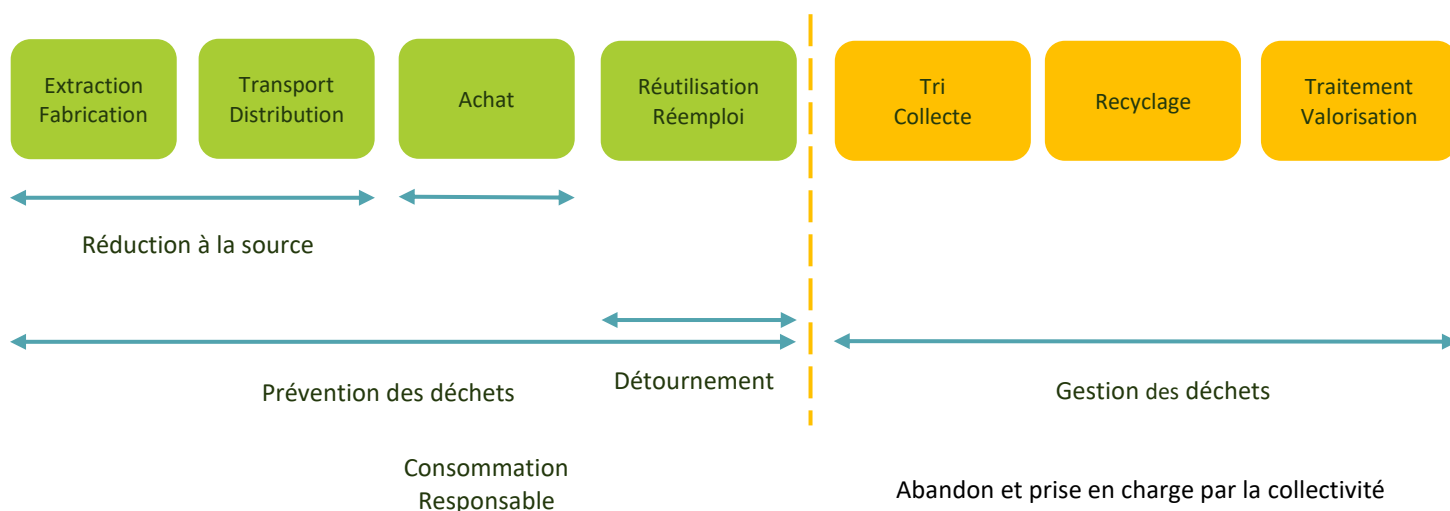 Extraction
Fabrication
Transport
Distribution
Achat
Réutilisation
Réemploi
Tri
Collecte
Recyclage
Traitement
Valorisation
Réduction à la source
Prévention des déchets
Détournement
Gestion des déchets
Consommation
Responsable
Abandon et prise en charge par la collectivité